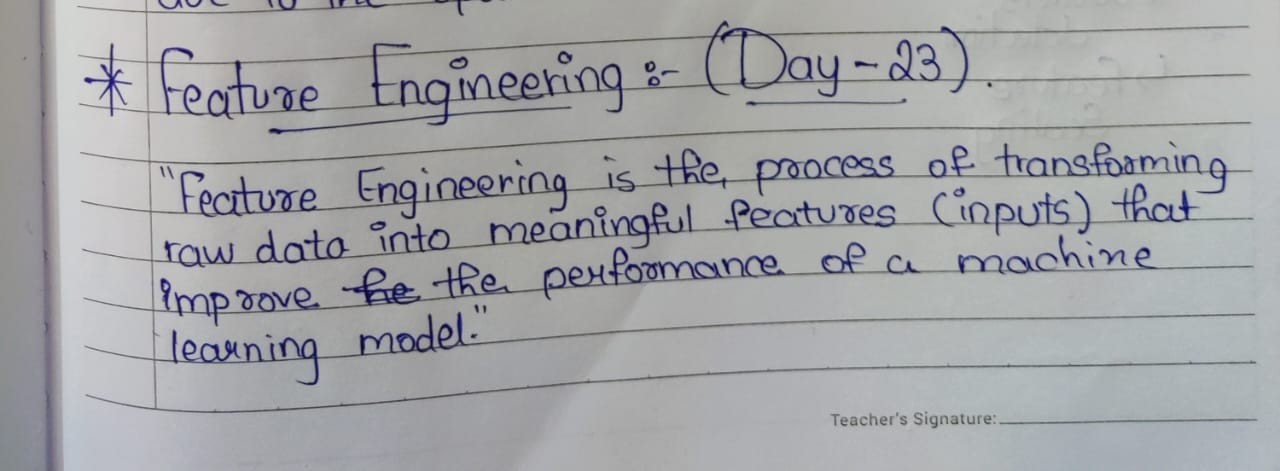 * Feature Engineering :- (Day-23).
"Feature Engineering is the process of transforming
raw data into meaningful features (inputs) that
improve the performance of a machine
learning model."
Teacher's Signature: